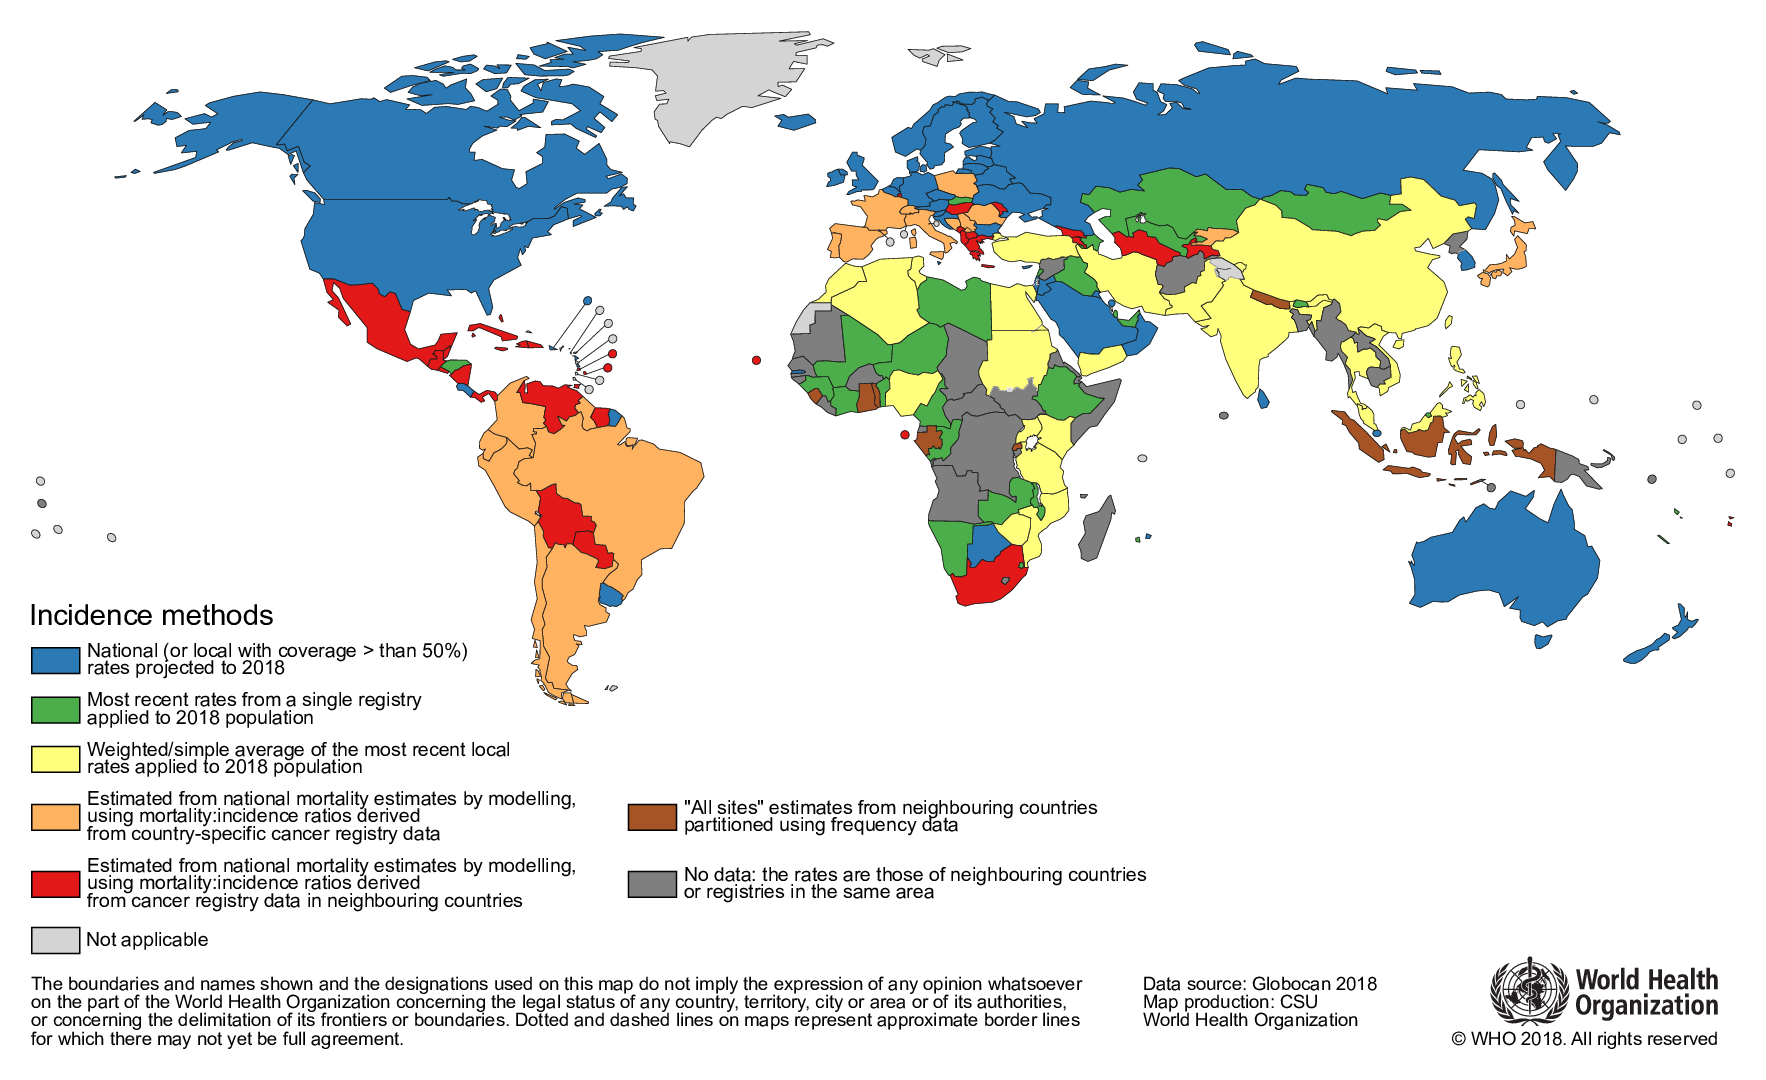 Incidence methods
National (or local with coverage > than 50%)
rates projected to 2018
Most recent rates from a single registry
applied to 2018 population
Weighted/simple average of the most recent local
rates applied to 2018 population
Estimated from national mortality estimates by modelling,
using mortality:incidence ratios derived
from country-specific cancer registry data
Estimated from national mortality estimates by modelling,
using mortality:incidence ratios derived
from cancer registry data in neighbouring countries
Not applicable
"All sites" estimates from neighbouring countries
partitioned using frequency data
No data: the rates are those of neighbouring countries
or registries in the same area
The boundaries and names shown and the designations used on this map do not imply the expression of any opinion whatsoever
on the part of the World Health Organization concerning the legal status of any country, territory, city or area or of its authorities,
or concerning the delimitation of its frontiers or boundaries. Dotted and dashed lines on maps represent approximate border lines
for which there may not yet be full agreement.
Data source: Globocan 2018
Map production: CSU
World Health Organization
World Health
Organization
© WHO 2018. All rights reserved